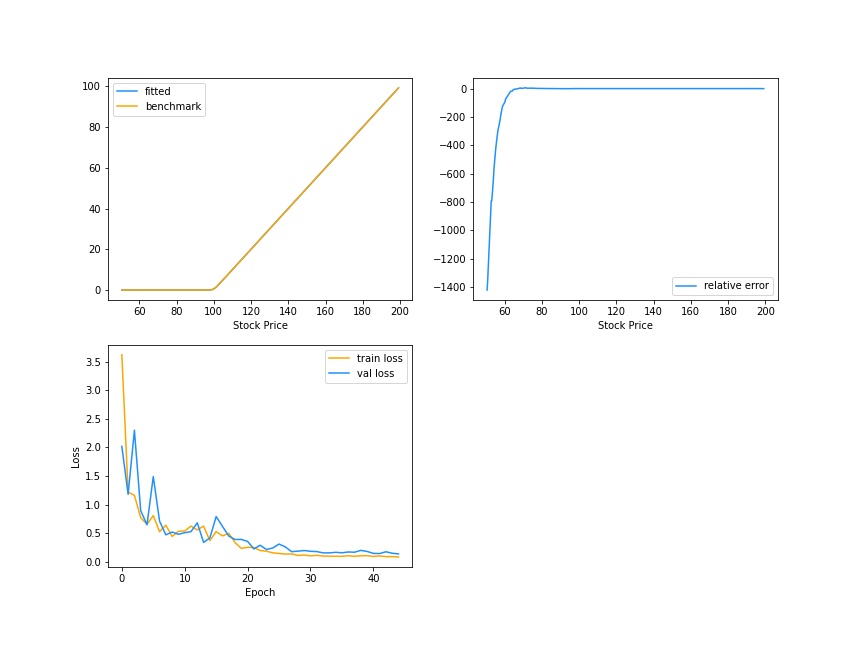 fitted
benchmark
100
80
60
40
20
0
60 80 100 120 140 160 180 200
Stock Price
0
−200
−400
−600
−800
−1000
−1200
−1400
relative error
60 80 100 120 140 160 180 200
Stock Price
train loss
val loss
3.5
3.0
2.5
2.0
1.5
1.0
0.5
0.0
Loss
0 10 20 30 40
Epoch